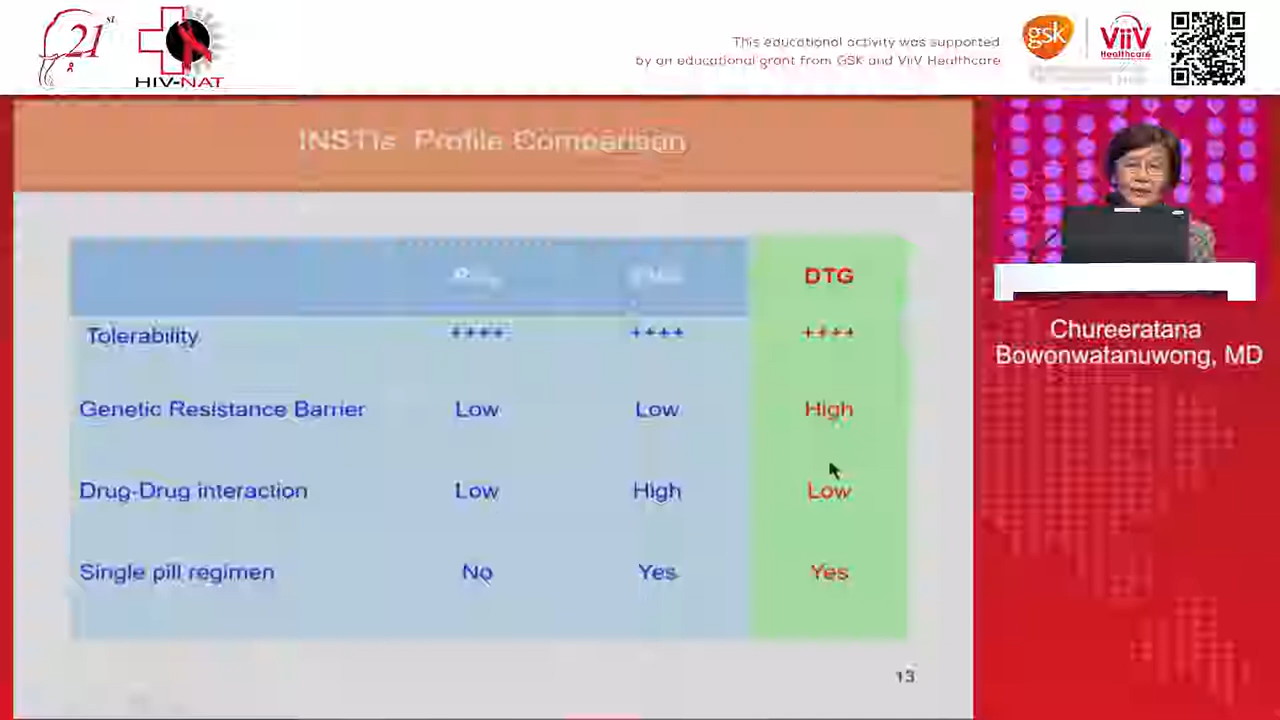 21st
HIV-NAT
This educational activity was supported
by an educational grant from GSK and ViiV Healthcare
gsk
ViiV
Healthcare
INSTIs Profile Comparison
DTG
Tolerability ++++ ++++ ++++
Genetic Resistance Barrier Low Low High
Drug-Drug interaction Low High Low
Single pill regimen No Yes Yes
13
Chureeratana
Bowonwatanuwong, MD